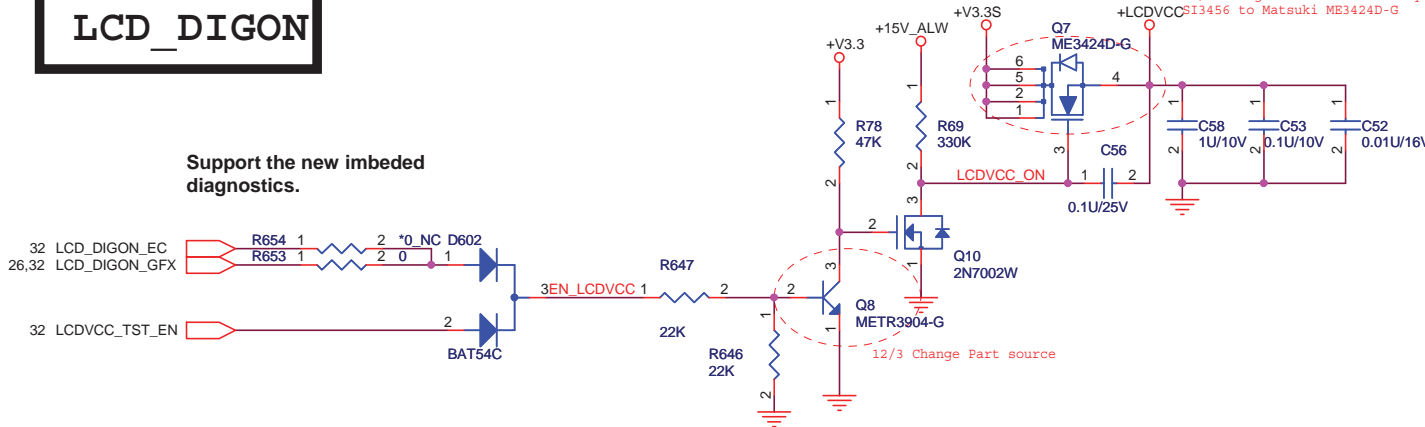 LCD_DIGON
SI3456 to Matsuki ME3424D-G
+V3.3S
+LCDVCC
Q7
ME3424D-G
+15V_ALW
+V3.3
6
5
2
1
4
3
1
R78
47K
2
1
R69
330K
2
1
C58
1U/10V
2
1
C53
0.1U/10V
2
1
C52
0.01U/16V
2
C56
1
2
0.1U/25V
LCDVCC_ON
Support the new imbeded
diagnostics.
32 LCD_DIGON_EC
R654 1 2 *0_NC D602
26,32 LCD_DIGON_GFX
R653 1 2 0 1
32 LCDVCC_TST_EN
2
BAT54C
3 EN_LCDVCC 1
R647
2
22K
1
R646
22K
2
2
3
Q8
METR3904-G
1
12/3 Change Part source
2
3
1
Q10
2N7002W